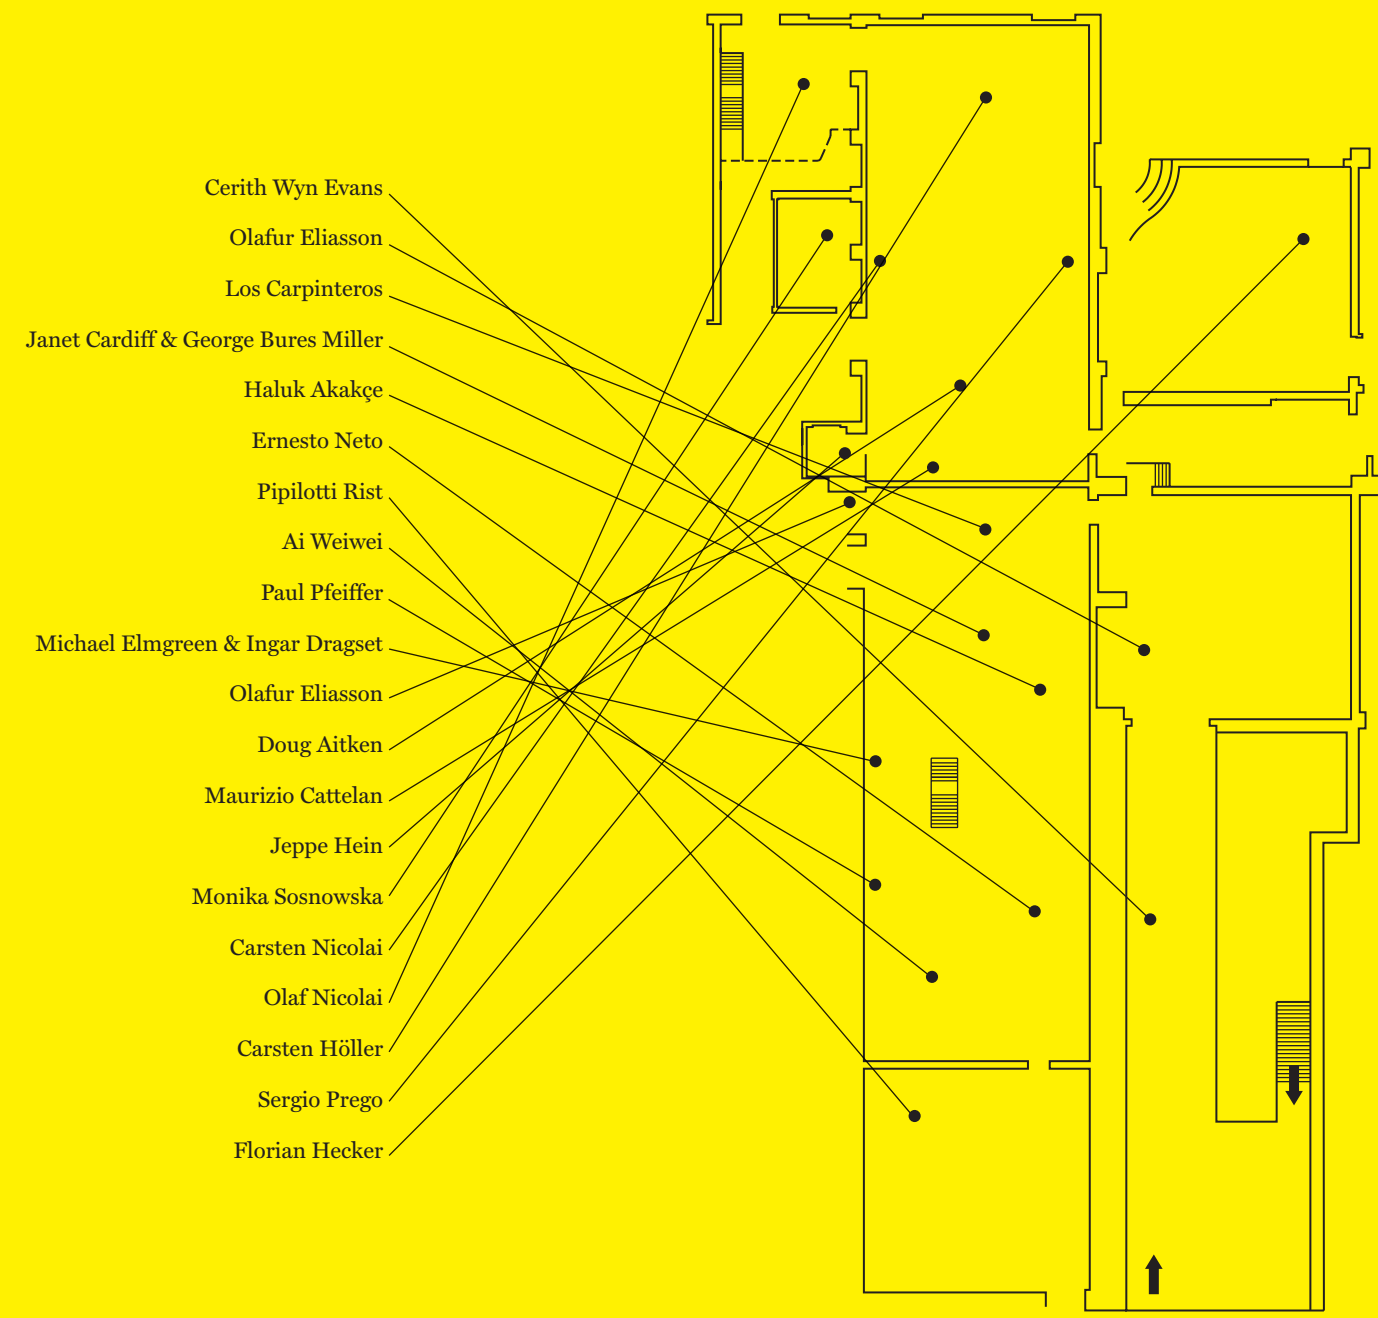 Cerith Wyn Evans
Olafur Eliasson
Los Carpinteros
Janet Cardiff & George Bures Miller
Haluk Akakçe
Ernesto Neto
Pipilotti Rist
Ai Weiwei
Paul Pfeiffer
Michael Elmgreen & Ingar Dragset
Olafur Eliasson
Doug Aitken
Maurizio Cattelan
Jeppe Hein
Monika Sosnowska
Carsten Nicolai
Olaf Nicolai
Carsten Höller
Sergio Prego
Florian Hecker